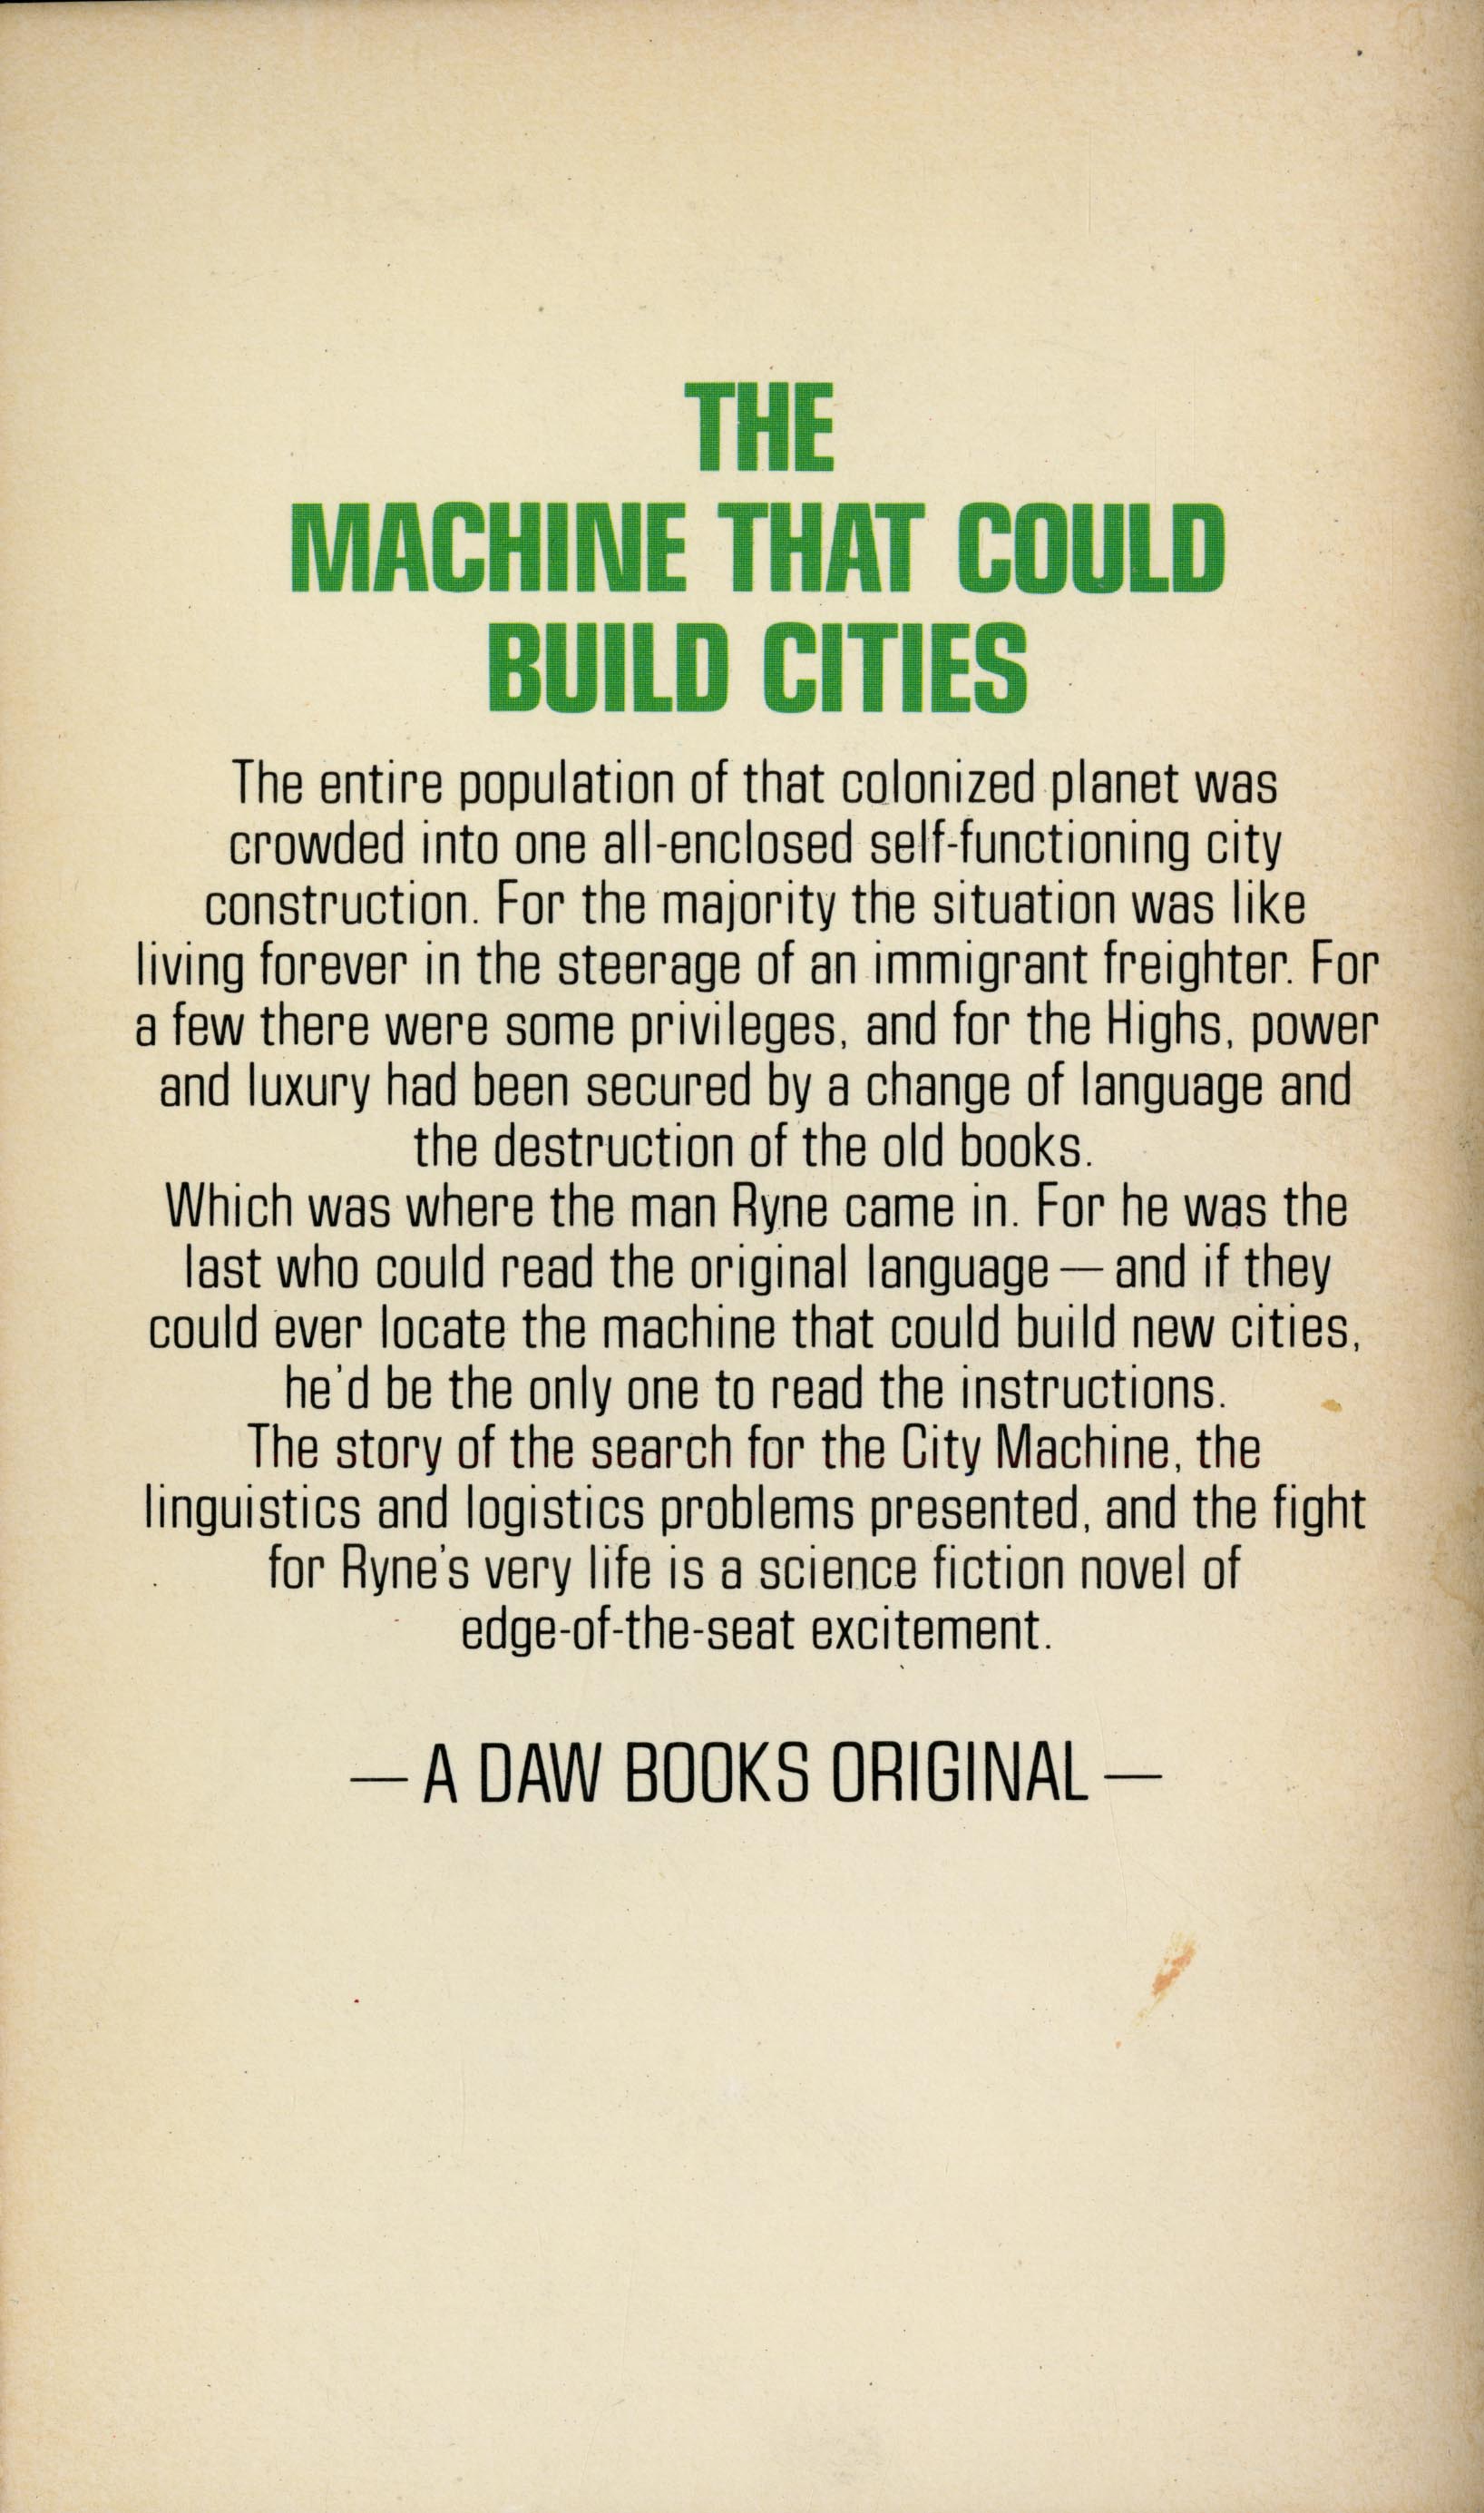 THE
MACHINE THAT COULD
BUILD CITIES
The entire population of that colonized planet was
crowded into one all-enclosed self-functioning city
construction. For the majority the situation was like
living forever in the steerage of an immigrant freighter. For
a few there were some privileges, and for the Highs, power
and luxury had been secured by a change of language and
the destruction of the old books.
Which was where the man Ryne came in. For he was the
last who could read the original language — and if they
could ever locate the machine that could build new cities,
he'd be the only one to read the instructions.
The story of the search for the City Machine, the
linguistics and logistics problems presented, and the fight
for Ryne's very life is a science fiction novel of
edge-of-the-seat excitement.
— A DAW BOOKS ORIGINAL —